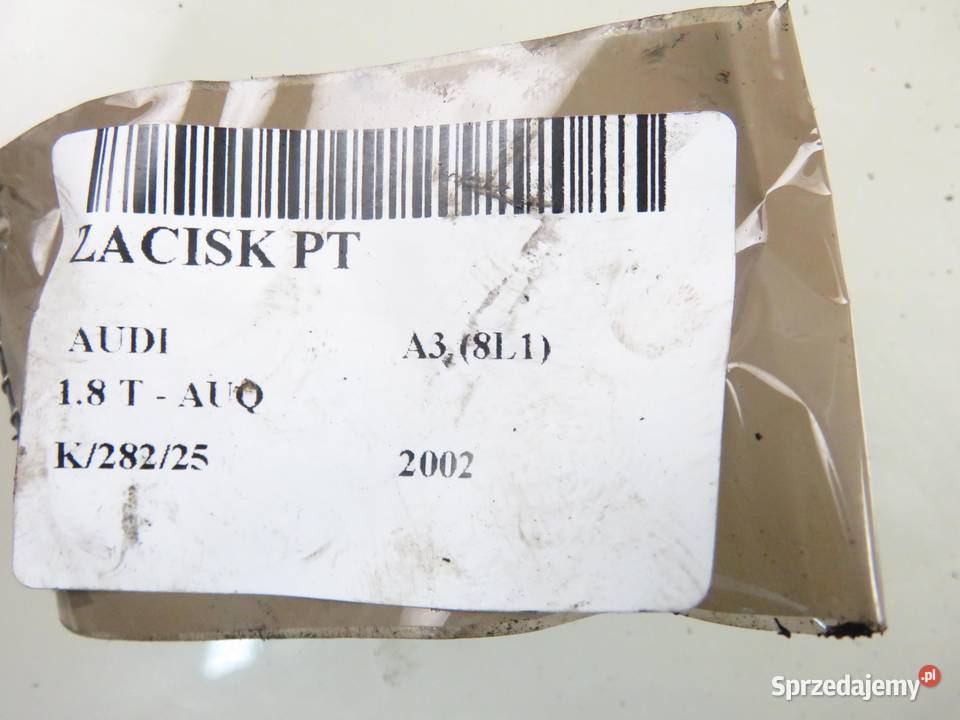 ZACISK PT
AUDI A3 (8L1)
1.8 T - AUQ
K/282/25 2002
Sprzedajemy.pl